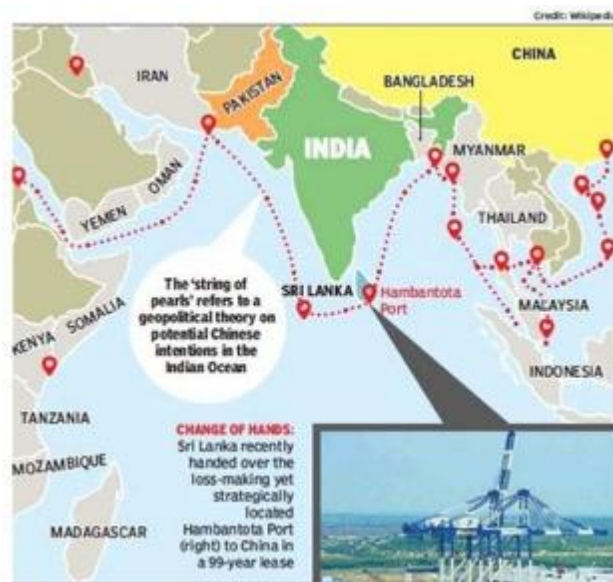 Credit: Wikipedia
CHINA
IRAN
PAKISTAN
BANGLADESH
INDIA
MYANMAR
OMAN
YEMEN
THAILAND
The 'string of
pearls' refers to a
geopolitical theory on
potential Chinese
intentions in the
Indian Ocean
SRI LANKA
Hambantota
Port
MALAYSIA
SOMALIA
KENYA
INDONESIA
TANZANIA
CHANGE OF HANDS:
Sri Lanka recently
handed over the
loss-making yet
strategically
located
Hambantota Port
(right) to China in
a 99-year lease
MOZAMBIQUE
MADAGASCAR